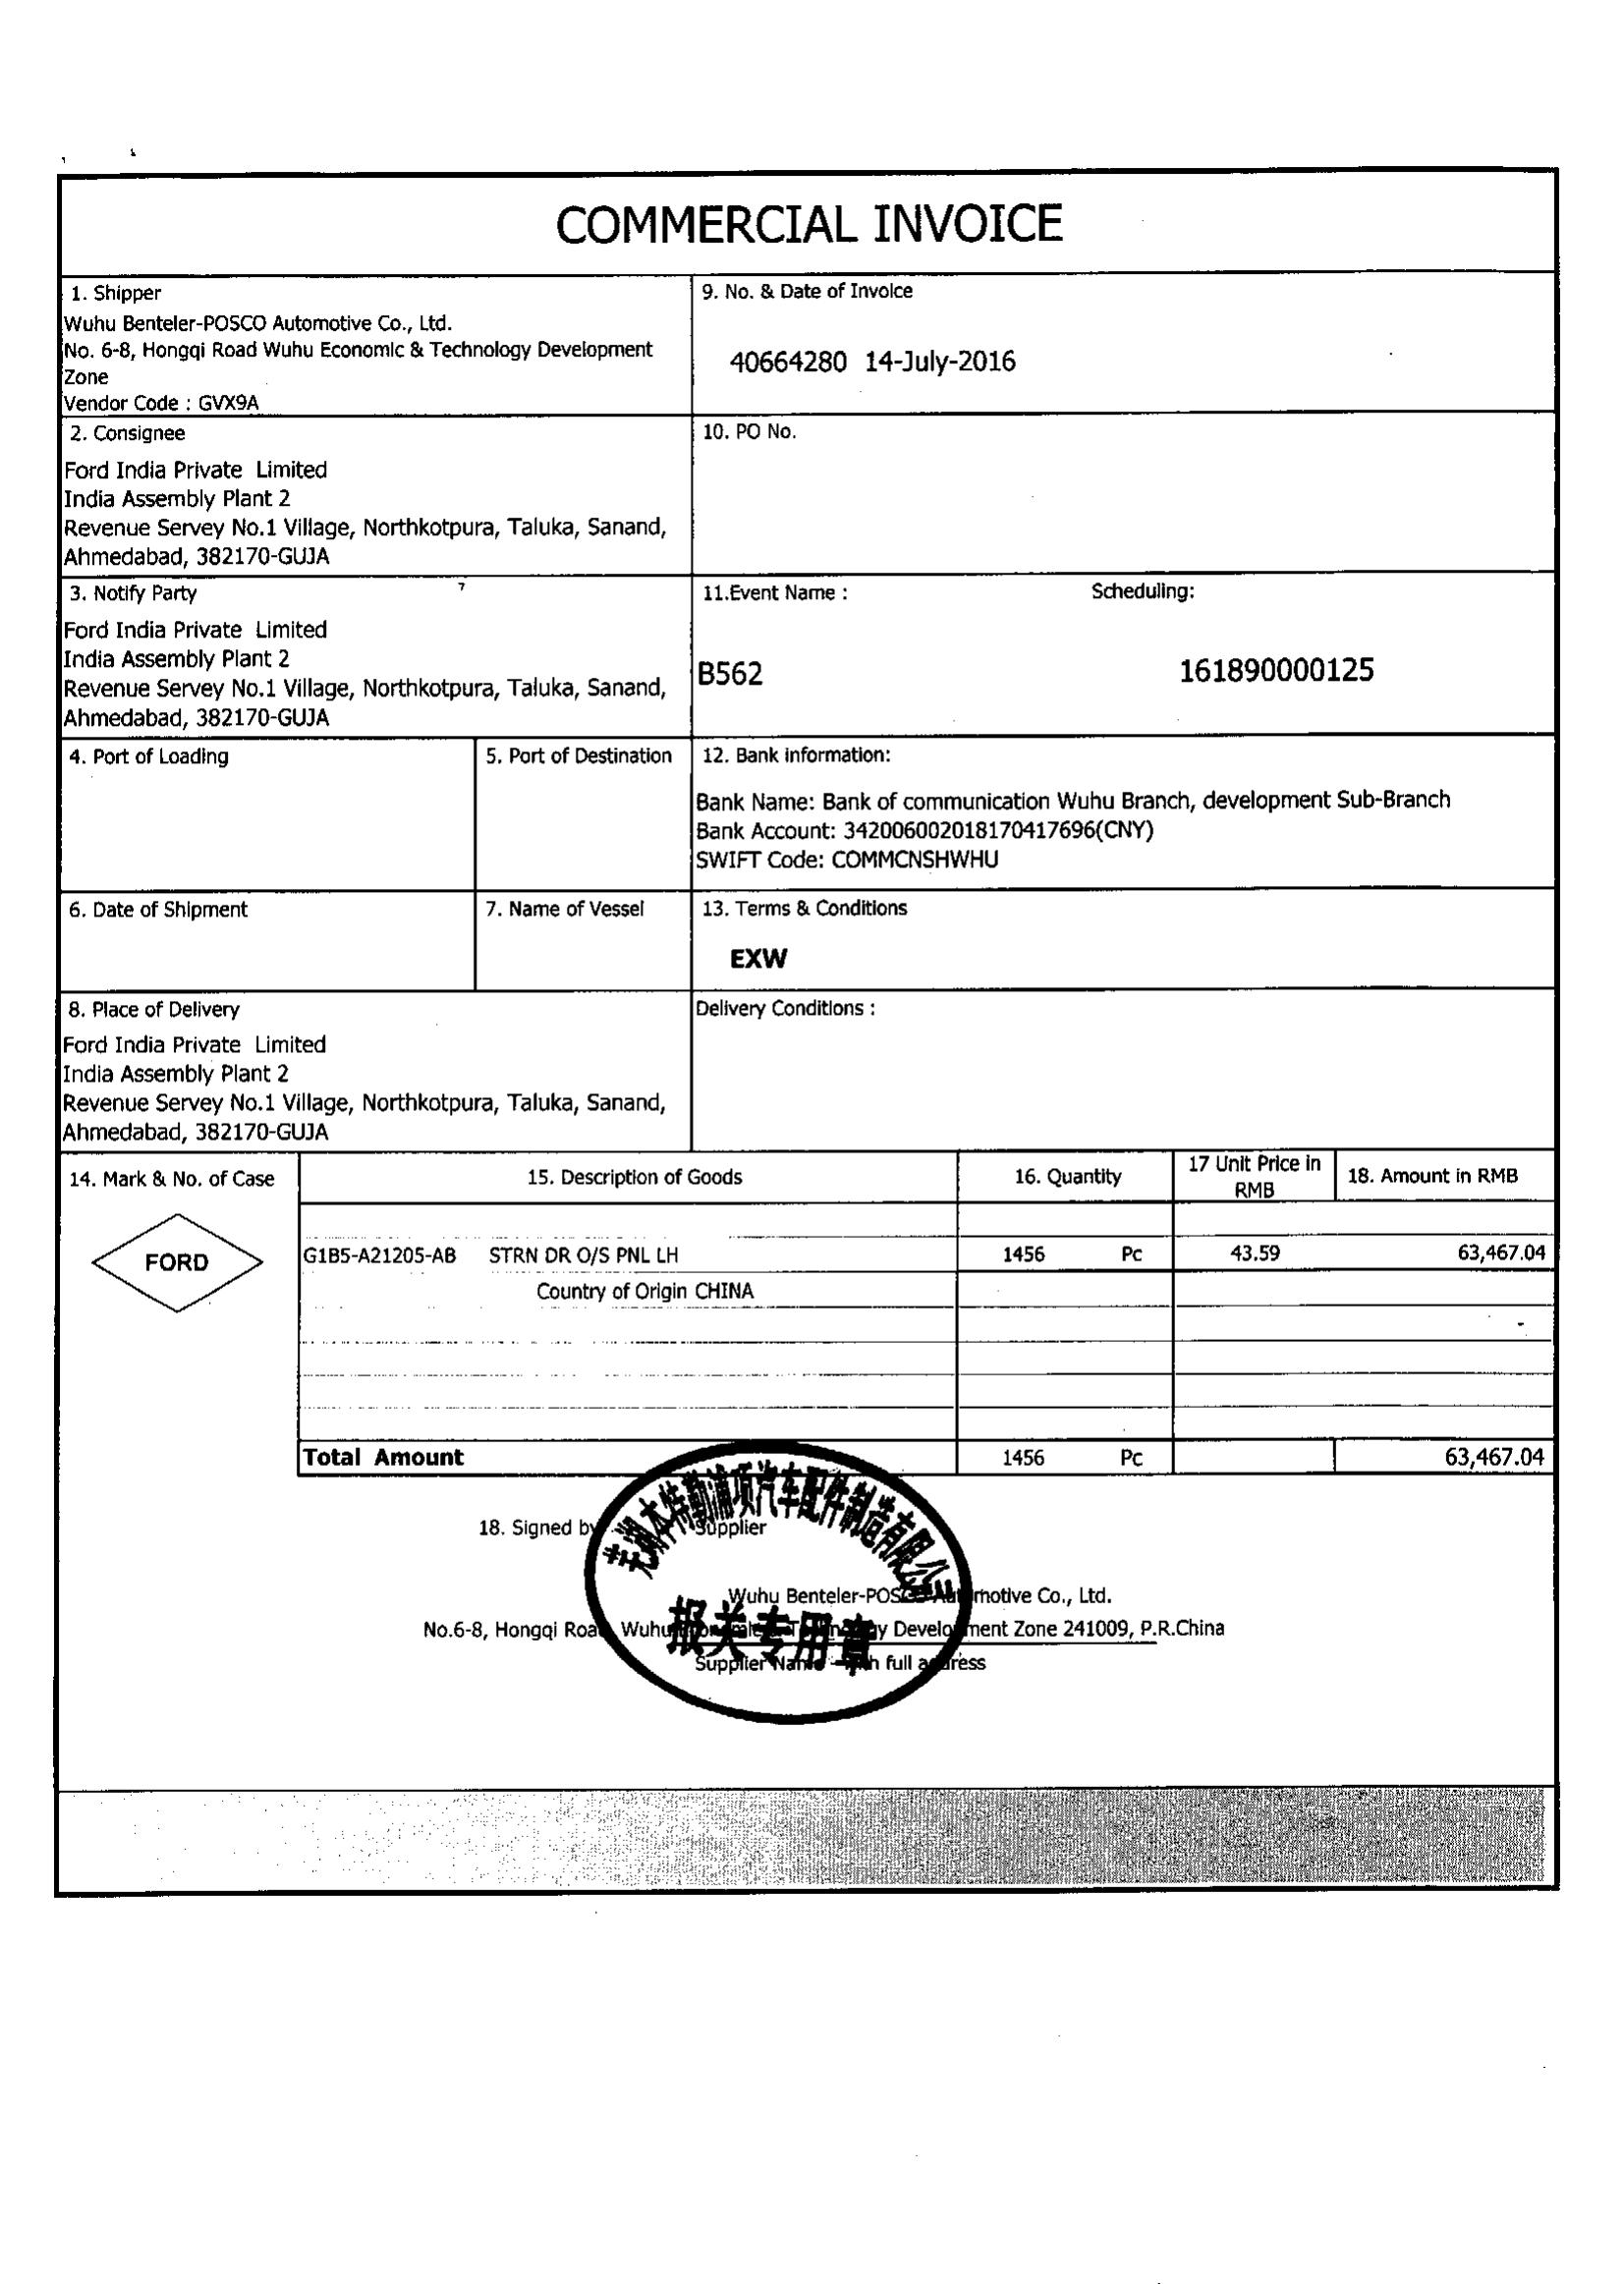 COMMERCIAL INVOICE
1. Shipper
Wuhu Benteler-POSCO Automotive Co., Ltd.
No. 6-8, Hongqi Road Wuhu Economic & Technology Development
Zone
Vendor Code : GVX9A
9. No. & Date of Invoice
40664280 14-July-2016
2. Consignee
Ford India Private Limited
India Assembly Plant 2
Revenue Servey No.1 Village, Northkotpura, Taluka, Sanand,
Ahmedabad, 382170-GUJA
10. PO No.
3. Notify Party
Ford India Private Limited
India Assembly Plant 2
Revenue Servey No.1 Village, Northkotpura, Taluka, Sanand,
Ahmedabad, 382170-GUJA
11.Event Name : Scheduling:
B562 161890000125
4. Port of Loading
5. Port of Destination
12. Bank information:
Bank Name: Bank of communication Wuhu Branch, development Sub-Branch
Bank Account: 342006002018170417696(CNY)
SWIFT Code: COMMCNSHWHU
6. Date of Shipment
7. Name of Vessel
13. Terms & Conditions
EXW
8. Place of Delivery
Ford India Private Limited
India Assembly Plant 2
Revenue Servey No.1 Village, Northkotpura, Taluka, Sanand,
Ahmedabad, 382170-GUJA
Delivery Conditions :
14. Mark & No. of Case
15. Description of Goods
16. Quantity
17 Unit Price in
RMB
18. Amount in RMB
FORD
G1B5-A21205-AB STRN DR O/S PNL LH 1456 Pc 43.59 63,467.04
Country of Origin CHINA
-
Total Amount 1456 Pc 63,467.04
芜湖本特勒浦项汽车配件制造有限公司
18. Signed by Supplier
Wuhu Benteler-POSCO Automotive Co., Ltd.
No.6-8, Hongqi Road Wuhu Economic & Technology Development Zone 241009, P.R.China
报关专用章
Supplier Name with full address